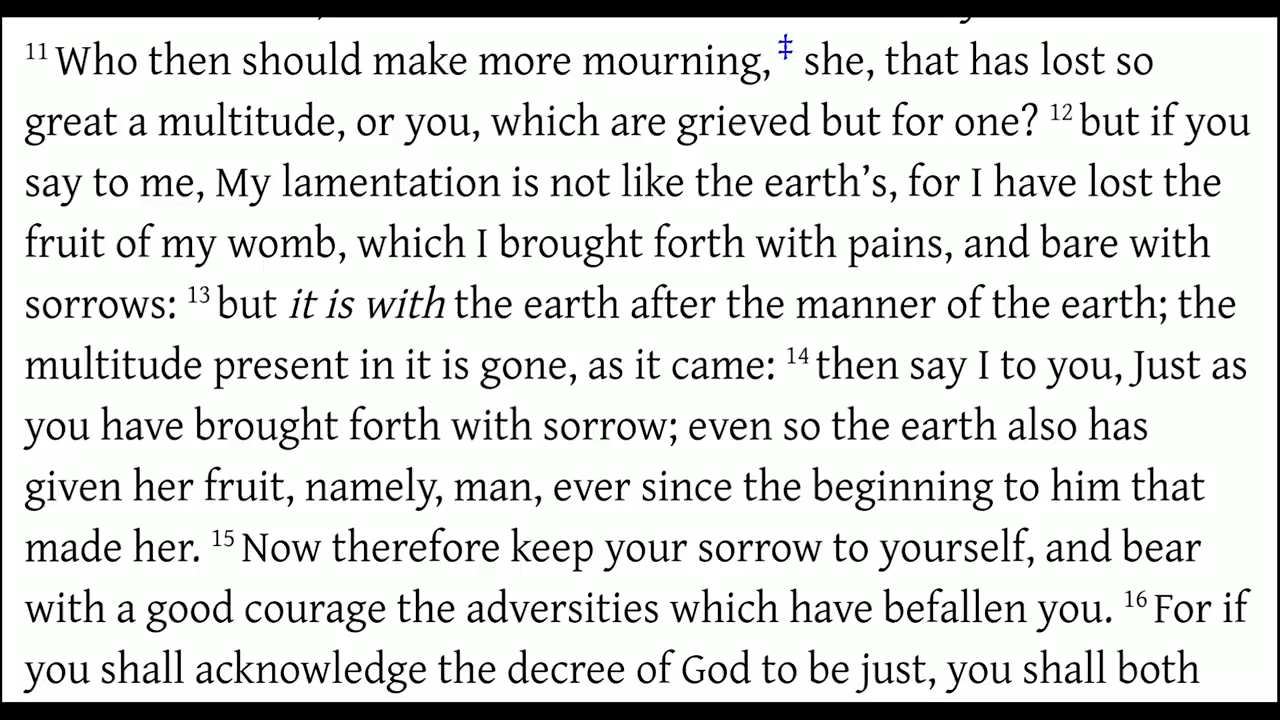 11 Who then should make more mourning,‡ she, that has lost so
great a multitude, or you, which are grieved but for one? 12 but if you
say to me, My lamentation is not like the earth’s, for I have lost the
fruit of my womb, which I brought forth with pains, and bare with
sorrows: 13 but it is with the earth after the manner of the earth; the
multitude present in it is gone, as it came: 14 then say I to you, Just as
you have brought forth with sorrow; even so the earth also has
given her fruit, namely, man, ever since the beginning to him that
made her. 15 Now therefore keep your sorrow to yourself, and bear
with a good courage the adversities which have befallen you. 16 For if
you shall acknowledge the decree of God to be just, you shall both